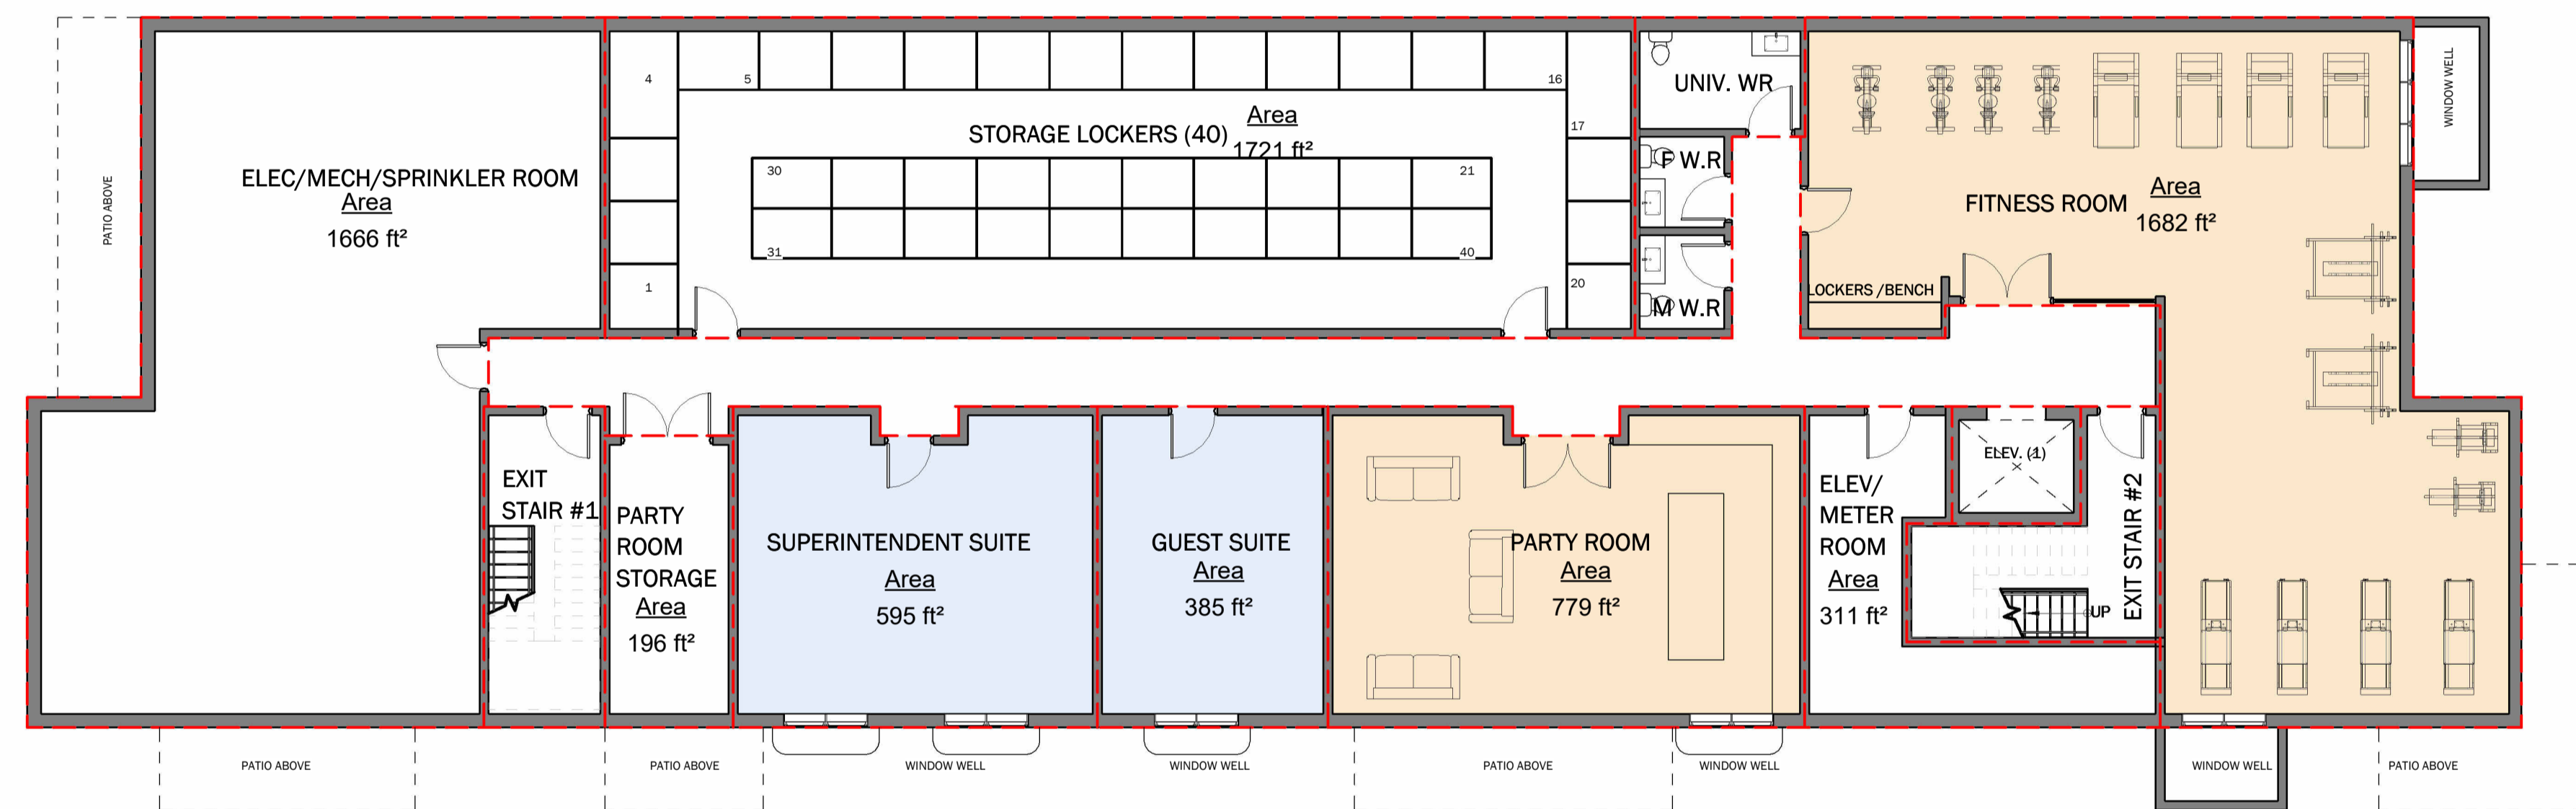 PATIO ABOVE
ELEC/MECH/SPRINKLER ROOM
Area
1666 ft²
4
5
16
17
STORAGE LOCKERS (40)
Area
1721 ft²
30
21
31
40
1
20
UNIV. WR
F W.R
M W.R
FITNESS ROOM
Area
1682 ft²
LOCKERS /BENCH
WINDOW WELL
EXIT
STAIR #1
PARTY
ROOM
STORAGE
Area
196 ft²
SUPERINTENDENT SUITE
Area
595 ft²
GUEST SUITE
Area
385 ft²
PARTY ROOM
Area
779 ft²
ELEV/
METER
ROOM
Area
311 ft²
ELEV. (1)
EXIT STAIR #2
UP
PATIO ABOVE
PATIO ABOVE
WINDOW WELL
WINDOW WELL
PATIO ABOVE
WINDOW WELL
WINDOW WELL
PATIO ABOVE